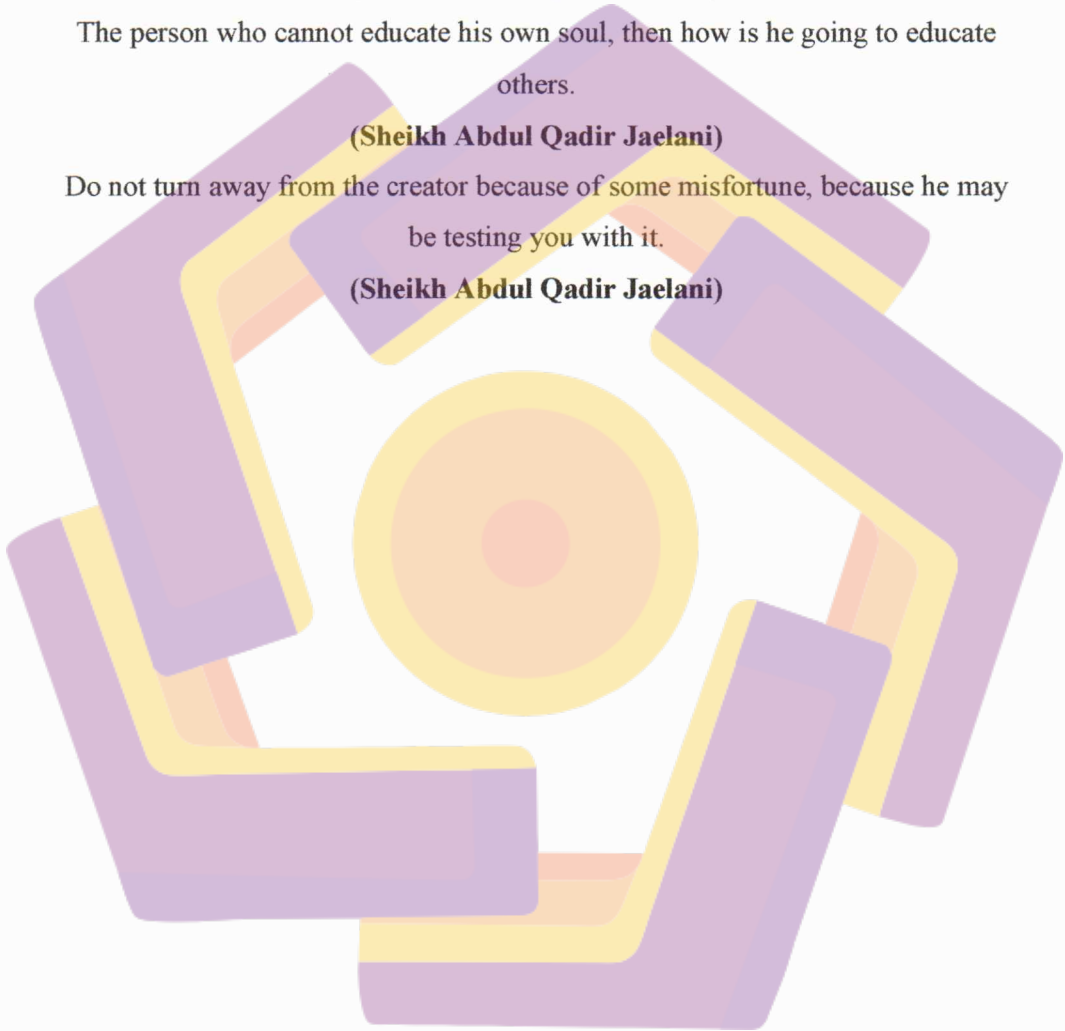 The person who cannot educate his own soul, then how is he going to educate
others.
(Sheikh Abdul Qadir Jaelani)
Do not turn away from the creator because of some misfortune, because he may
be testing you with it.
(Sheikh Abdul Qadir Jaelani)